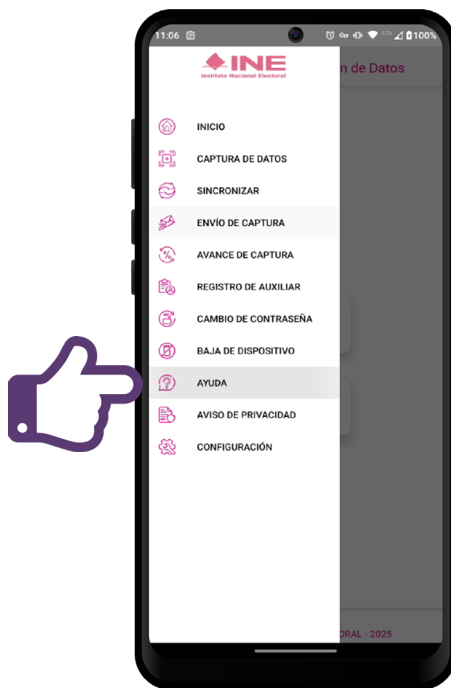 11:06
100%
INE
Instituto Nacional Electoral
n de Datos
INICIO
CAPTURA DE DATOS
SINCRONIZAR
ENVÍO DE CAPTURA
AVANCE DE CAPTURA
REGISTRO DE AUXILIAR
CAMBIO DE CONTRASEÑA
BAJA DE DISPOSITIVO
AYUDA
AVISO DE PRIVACIDAD
CONFIGURACIÓN
ORAL - 2025